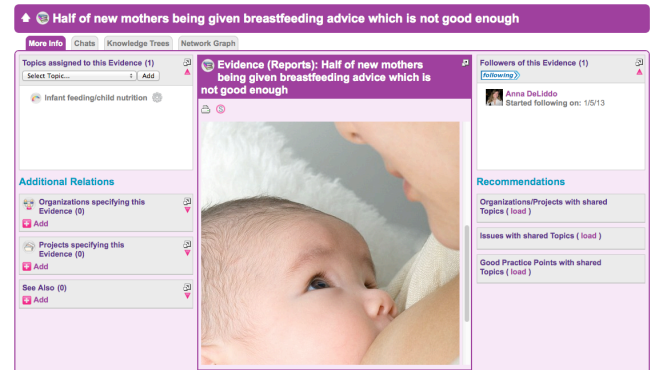 Half of new mothers being given breastfeeding advice which is not good enough
More Info
Chats
Knowledge Trees
Network Graph
Topics assigned to this Evidence (1)
Select Topic...
Add
Infant feeding/child nutrition
Additional Relations
Organizations specifying this
Evidence (0)
Add
Projects specifying this
Evidence (0)
Add
See Also (0)
Add
Evidence (Reports): Half of new mothers
being given breastfeeding advice which is
not good enough
Followers of this Evidence (1)
following
Anna DeLiddo
Started following on: 1/5/13
Recommendations
Organizations/Projects with shared
Topics ( load )
Issues with shared Topics ( load )
Good Practice Points with shared
Topics ( load )